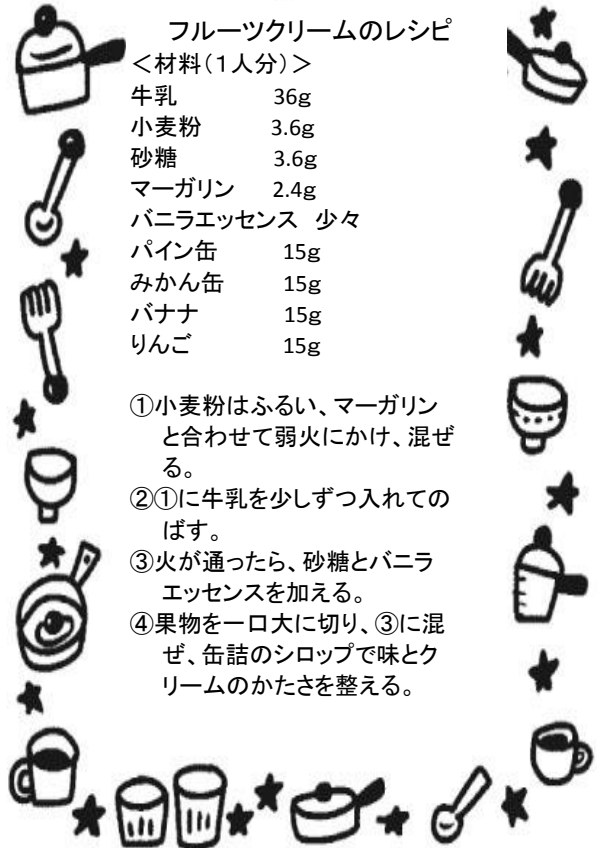 フルーツクリームのレシピ
＜材料（１人分）＞
牛乳　36g
小麦粉　3.6g
砂糖　3.6g
マーガリン　2.4g
バニラエッセンス　少々
パイン缶　15g
みかん缶　15g
バナナ　15g
りんご　15g
①小麦粉はふるい、マーガリン
と合わせて弱火にかけ、混ぜ
る。
②①に牛乳を少しずつ入れての
ばす。
③火が通ったら、砂糖とバニラ
エッセンスを加える。
④果物を一口大に切り、③に混
ぜ、缶詰のシロップで味とク
リームのかたさを整える。